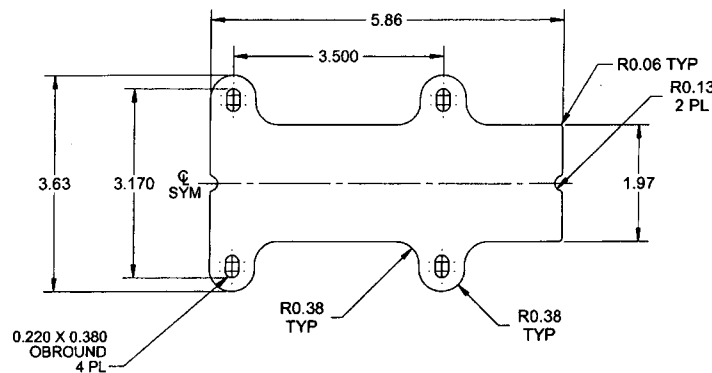 5.86
3.500
R0.06 TYP
R0.13
2 PL
3.63
3.170
℄
SYM
1.97
0.220 X 0.380
OBROUND
4 PL
R0.38
TYP
R0.38
TYP